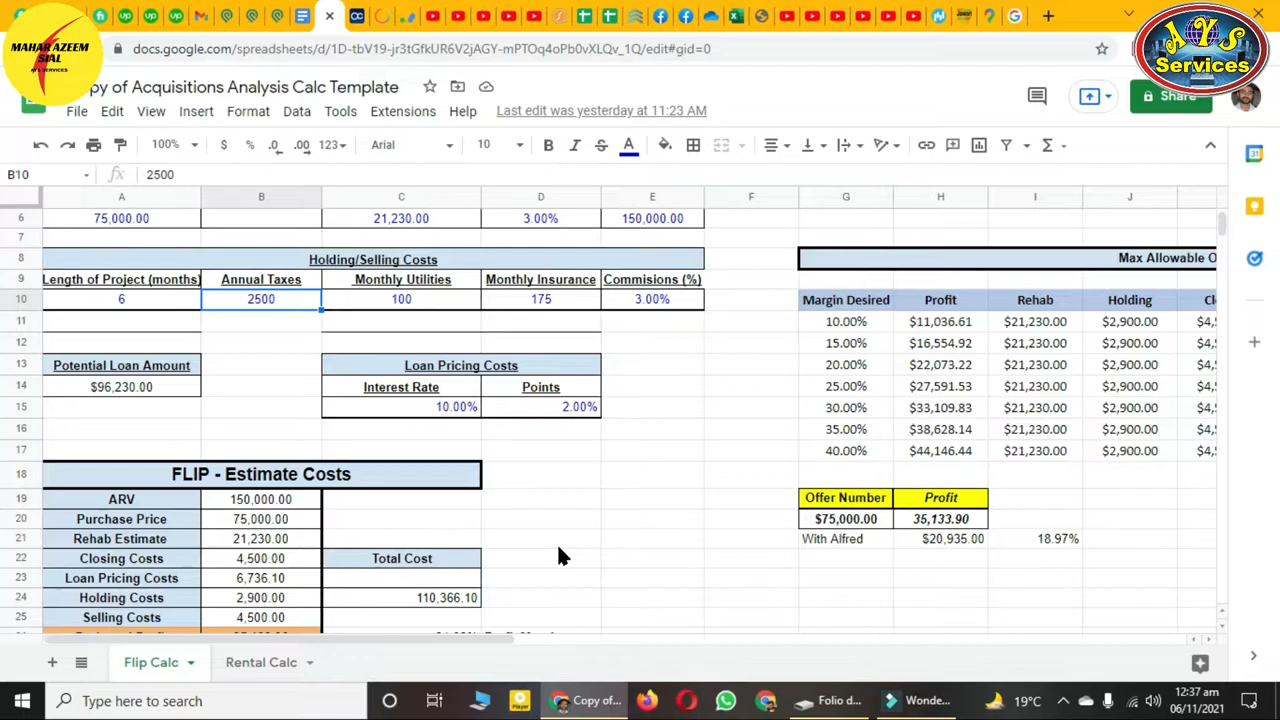 MAHAR AZEEM
SIAL
AYS SERVICES
docs.google.com/spreadsheets/d/1D-tbV19-jr3tGfkUR6V2jAGY-mPTOq4oPb0vXLQv_1Q/edit#gid=0
AYS
Services
py of Acquisitions Analysis Calc Template
File Edit View Insert Format Data Tools Extensions Help Last edit was yesterday at 11:23 AM
Share
100% $ % .0 .00 123 Arial 10 B I S A
B10 fx 2500
A B C D E F G H I J
6 75,000.00 21,230.00 3.00% 150,000.00
7
8 Holding/Selling Costs Max Allowable O
9 Length of Project (months) Annual Taxes Monthly Utilities Monthly Insurance Commisions (%)
10 6 2500 100 175 3.00% Margin Desired Profit Rehab Holding Cl
11 10.00% $11,036.61 $21,230.00 $2,900.00 $4,
12 15.00% $16,554.92 $21,230.00 $2,900.00 $4,
13 Potential Loan Amount Loan Pricing Costs 20.00% $22,073.22 $21,230.00 $2,900.00 $4,
14 $96,230.00 Interest Rate Points 25.00% $27,591.53 $21,230.00 $2,900.00 $4,
15 10.00% 2.00% 30.00% $33,109.83 $21,230.00 $2,900.00 $4,
16 35.00% $38,628.14 $21,230.00 $2,900.00 $4,
17 40.00% $44,146.44 $21,230.00 $2,900.00 $4,
18 FLIP - Estimate Costs
19 ARV 150,000.00 Offer Number Profit
20 Purchase Price 75,000.00 $75,000.00 35,133.90
21 Rehab Estimate 21,230.00 With Alfred $20,935.00 18.97%
22 Closing Costs 4,500.00 Total Cost
23 Loan Pricing Costs 6,736.10
24 Holding Costs 2,900.00 110,366.10
25 Selling Costs 4,500.00
Flip Calc Rental Calc
Type here to search Copy of... Folio d... Wonde... 19°C 12:37 am
06/11/2021